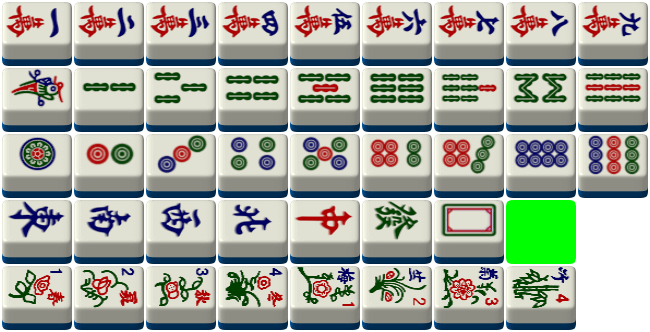 一萬 二萬 三萬 四萬 伍萬 六萬 七萬 八萬 九萬
東 南 西 北 中 發
1 春 2 夏 3 秋 4 冬 梅 1 2 菊 3 竹 4